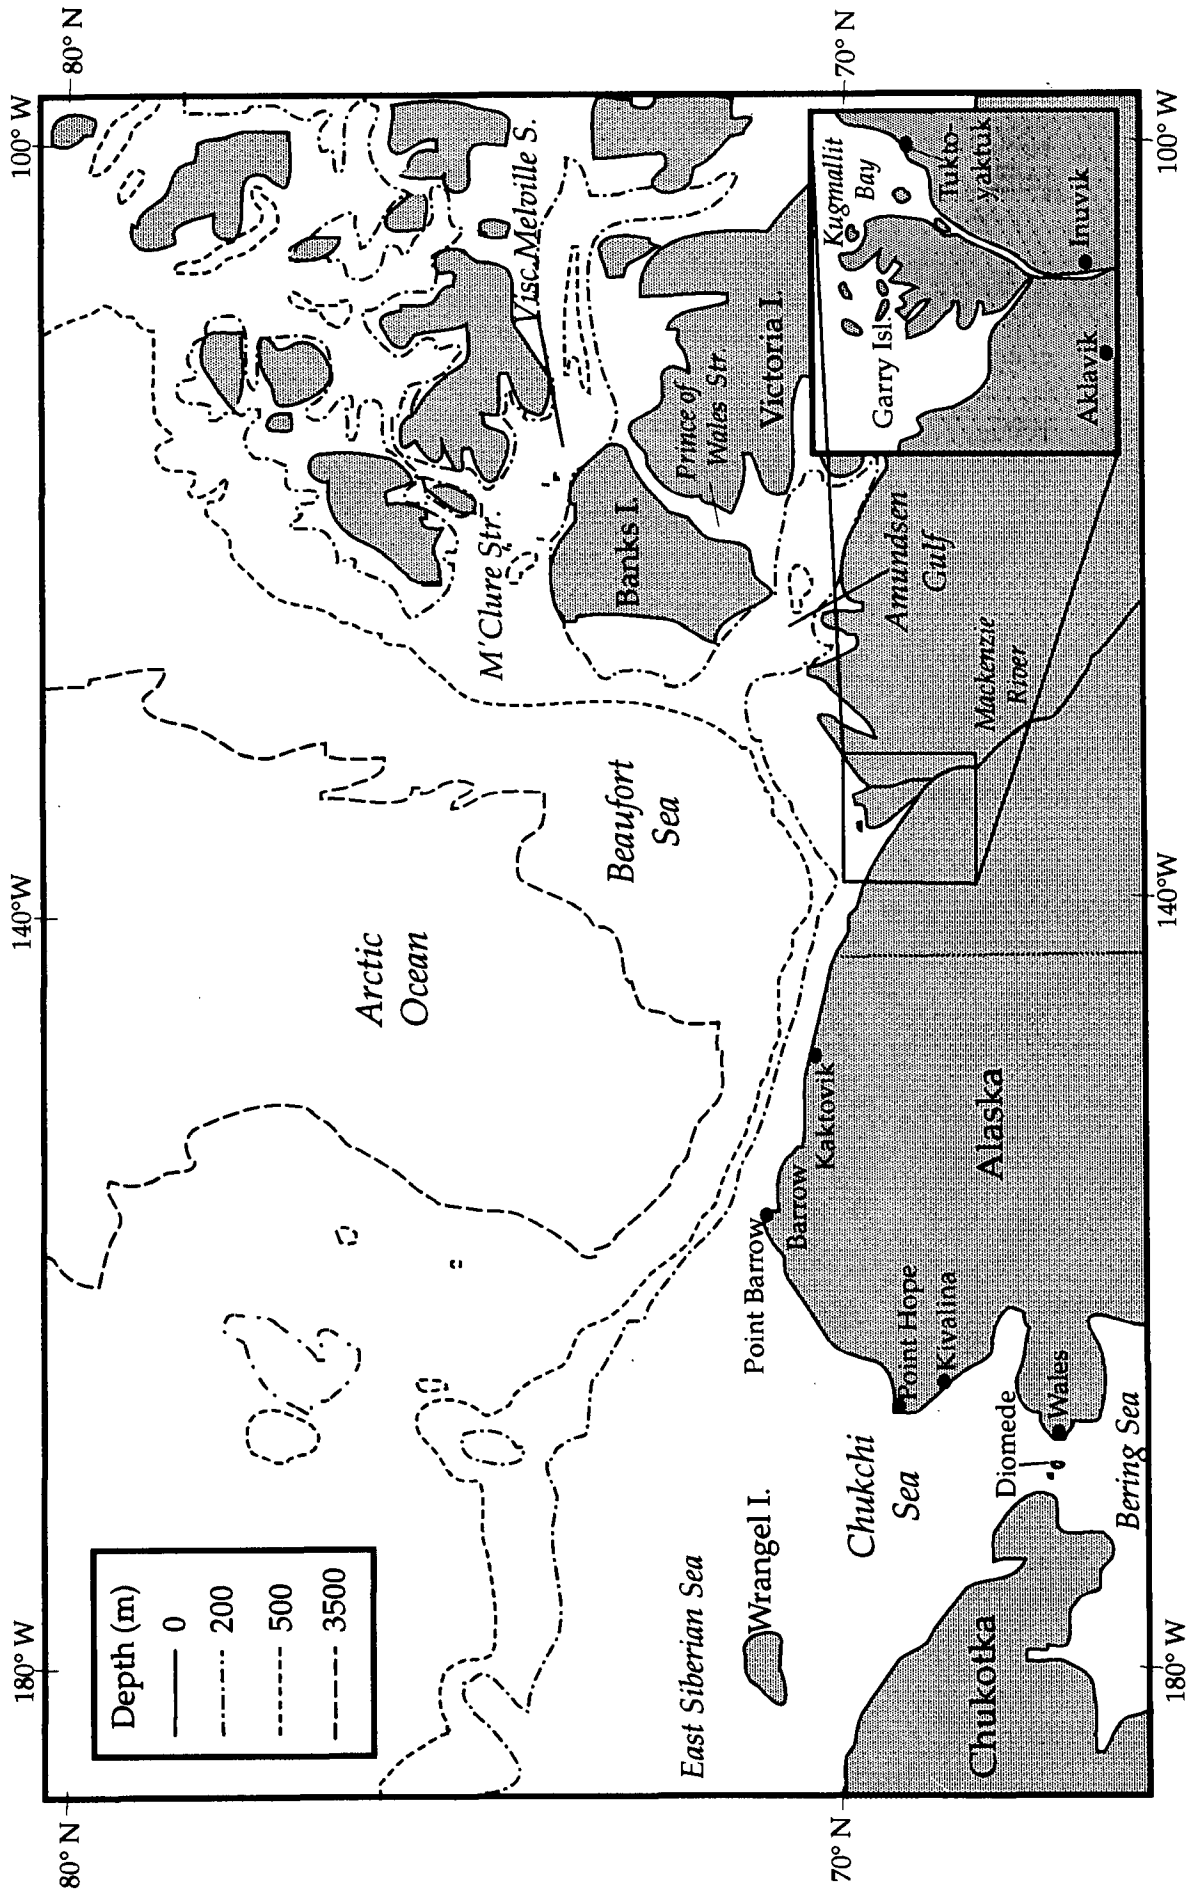 180° W
140°W
100° W
80° N
80° N
70° N
70° N
180° W
140°W
100° W
Depth (m)
0
200
500
3500
Arctic
Ocean
Beaufort
Sea
M'Clure Str.
Visc. Melville S.
Banks I.
Prince of
Wales Str.
Victoria I.
Amundsen
Gulf
Mackenzie
River
Kugmallit
Bay
Tukto-
yaktuk
Garry Isl.
Inuvik
Aklavik
East Siberian Sea
Wrangel I.
Chukchi
Sea
Point Barrow
Barrow
Kaktovik
Point Hope
Kivalina
Alaska
Diomede
Wales
Bering Sea
Chukotka